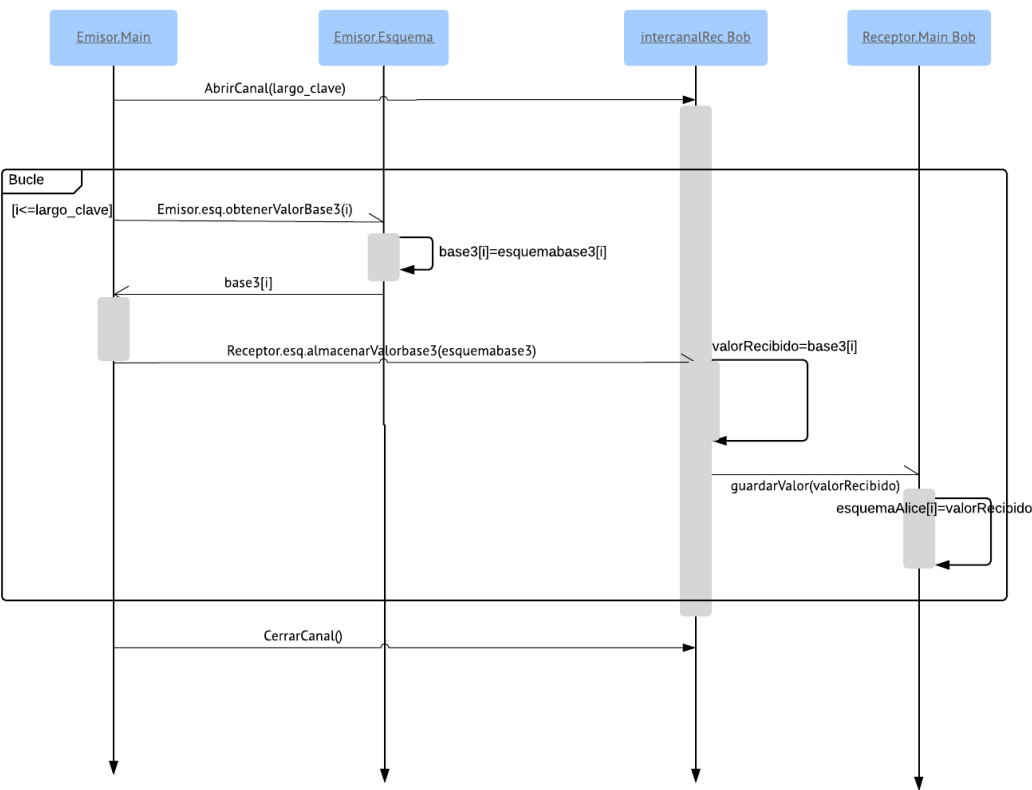 Emisor.Main
Emisor.Esquema
intercanalRec Bob
Receptor.Main Bob
AbrirCanal(largo_clave)
Bucle
[i<=largo_clave]
Emisor.esq.obtenerValorBase3(i)
base3[i]=esquemabase3[i]
base3[i]
Receptor.esq.almacenarValorbase3(esquemabase3)
valorRecibido=base3[i]
guardarValor(valorRecibido)
esquemaAlice[i]=valorRecibido
CerrarCanal()